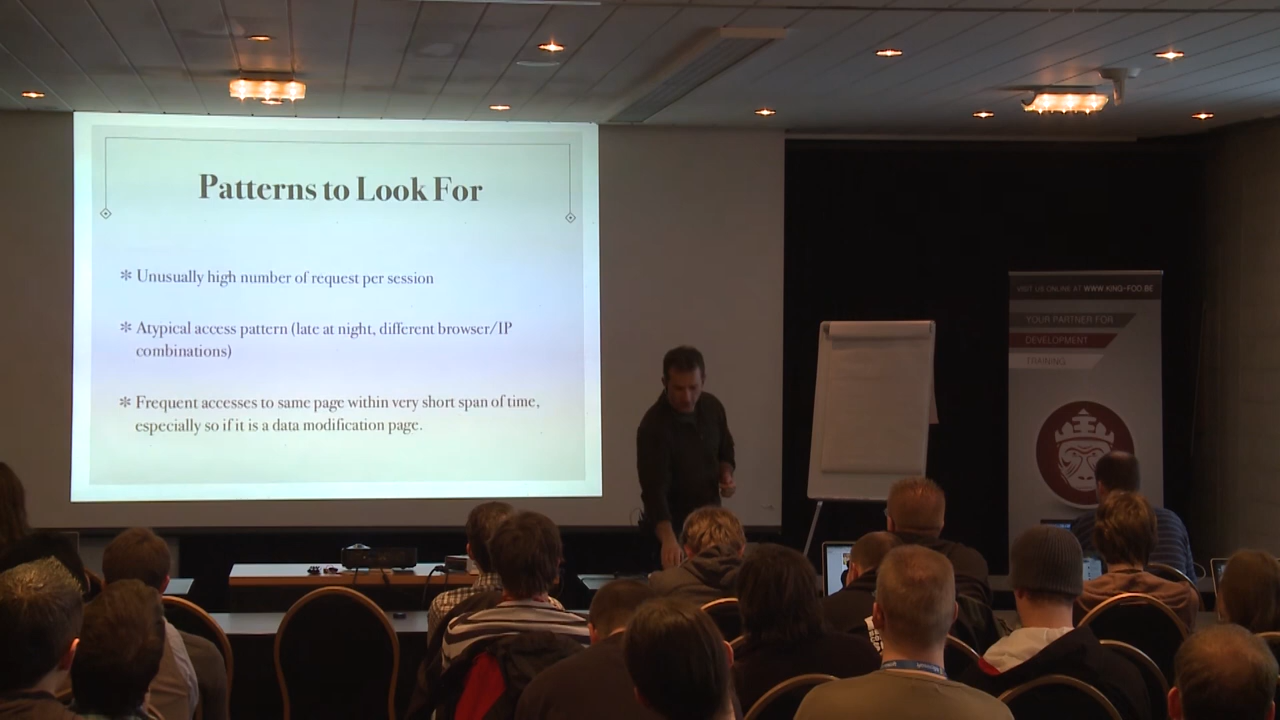 Patterns to Look For
* Unusually high number of request per session
* Atypical access pattern (late at night, different browser/IP
combinations)
* Frequent accesses to same page within very short span of time,
especially so if it is a data modification page.
VISIT US ONLINE AT WWW.KING-FOO.BE
YOUR PARTNER FOR
DEVELOPMENT
TRAINING